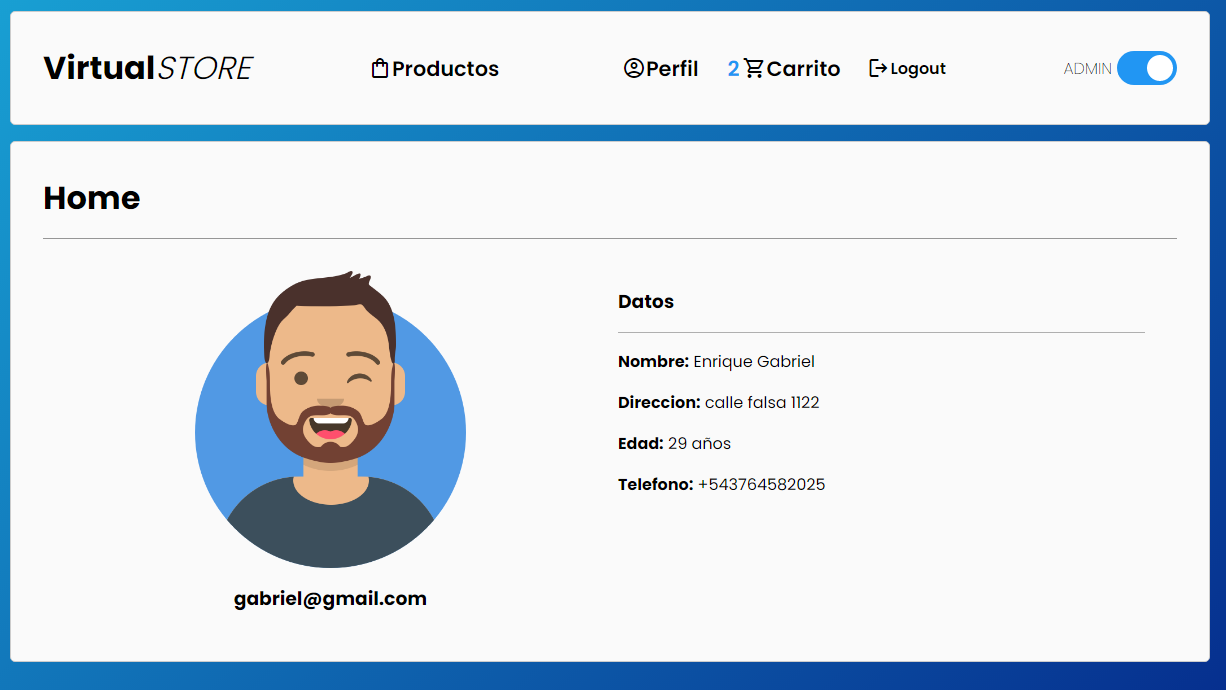 VirtualSTORE Productos Perfil 2 Carrito Logout ADMIN
Home
Datos
Nombre: Enrique Gabriel
Direccion: calle falsa 1122
Edad: 29 años
Telefono: +543764582025
gabriel@gmail.com